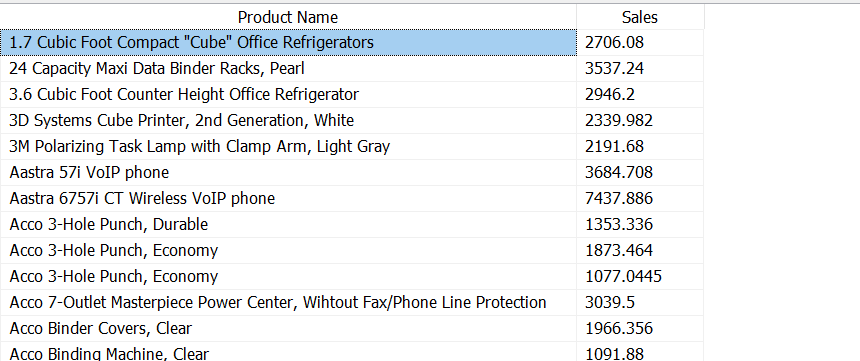 Product Name Sales
1.7 Cubic Foot Compact "Cube" Office Refrigerators 2706.08
24 Capacity Maxi Data Binder Racks, Pearl 3537.24
3.6 Cubic Foot Counter Height Office Refrigerator 2946.2
3D Systems Cube Printer, 2nd Generation, White 2339.982
3M Polarizing Task Lamp with Clamp Arm, Light Gray 2191.68
Aastra 57i VoIP phone 3684.708
Aastra 6757i CT Wireless VoIP phone 7437.886
Acco 3-Hole Punch, Durable 1353.336
Acco 3-Hole Punch, Economy 1873.464
Acco 3-Hole Punch, Economy 1077.0445
Acco 7-Outlet Masterpiece Power Center, Wihtout Fax/Phone Line Protection 3039.5
Acco Binder Covers, Clear 1966.356
Acco Binding Machine, Clear 1091.88